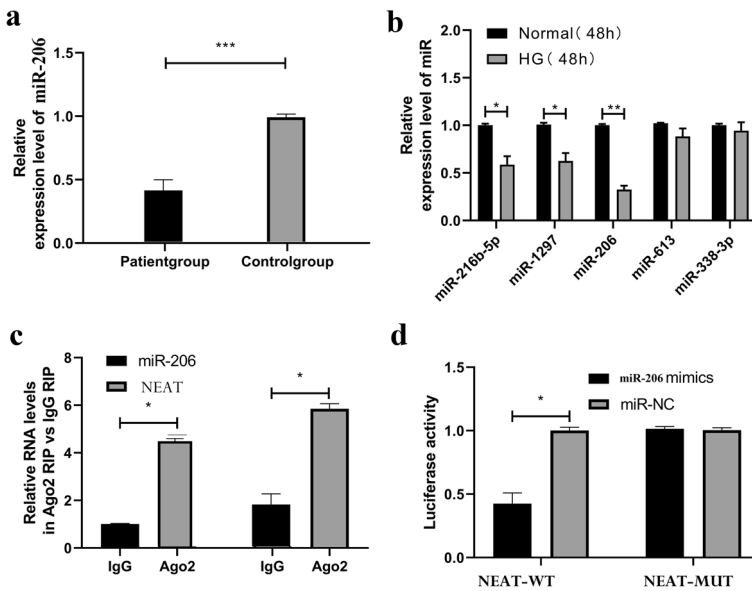 a
Relative
expression level of miR-206
1.5
1.0
0.5
0.0
***
Patientgroup
Controlgroup
b
Relative
expression level of miR
2.0
1.5
1.0
0.5
0.0
Normal( 48h)
HG( 48h)
*
*
**
miR-216b-5p
miR-1297
miR-206
miR-613
miR-338-3p
c
Relative RNA levels
in Ago2 RIP vs IgG RIP
8
6
4
2
0
miR-206
NEAT
*
*
IgG
Ago2
IgG
Ago2
d
Luciferase activity
1.5
1.0
0.5
0.0
miR-206 mimics
miR-NC
*
NEAT-WT
NEAT-MUT